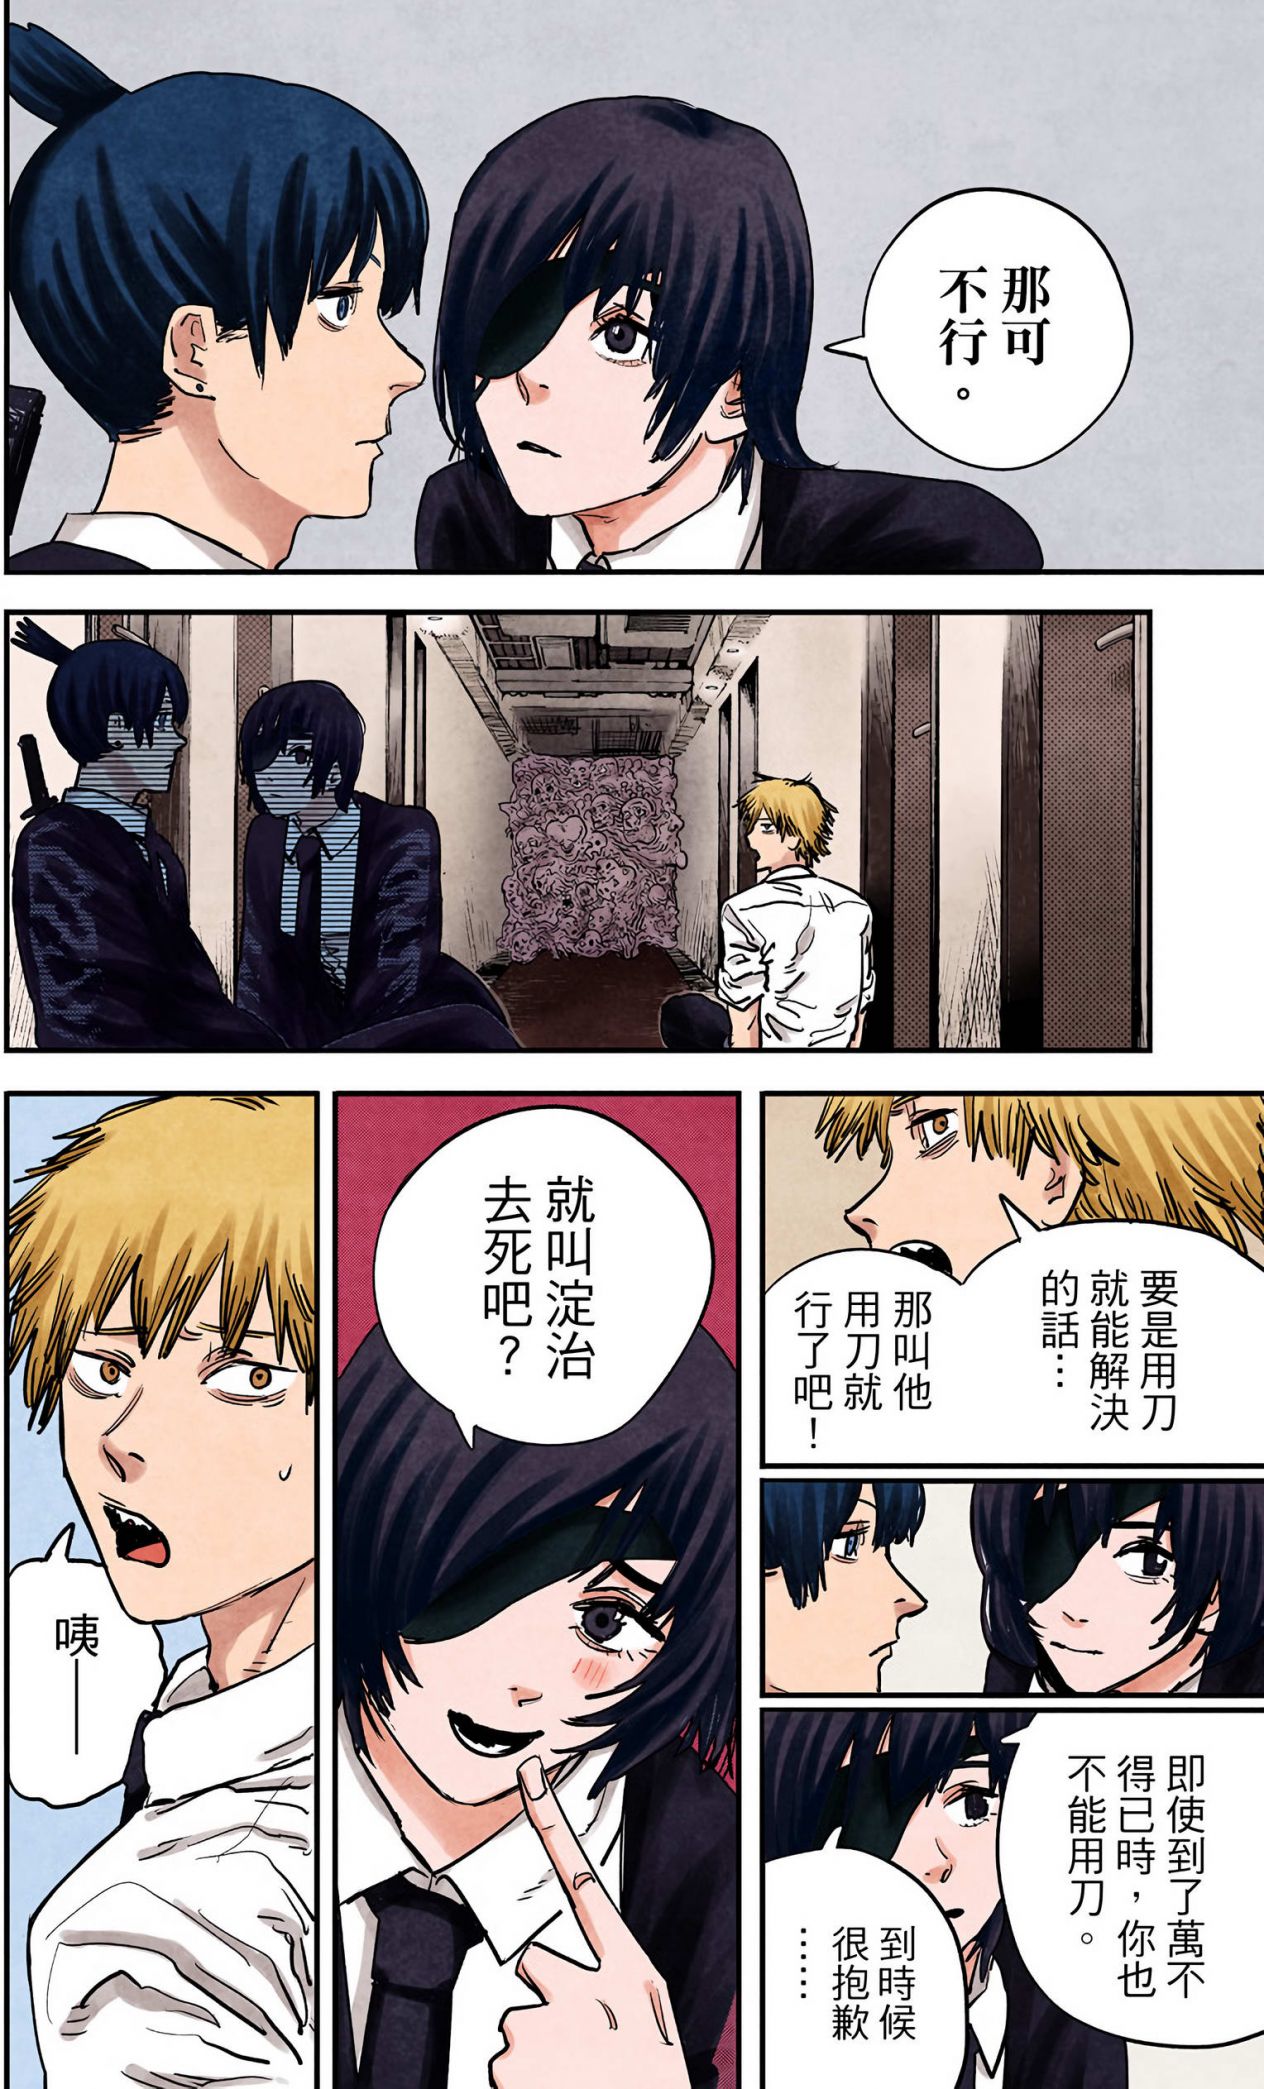 那可
不行。
要是用刀
就能解決
的話…
那叫他
用刀就
行了吧！
即使到了萬不
得已時，你也
不能用刀。
到時候
很抱歉
……
就叫淀治
去死吧？
咦——